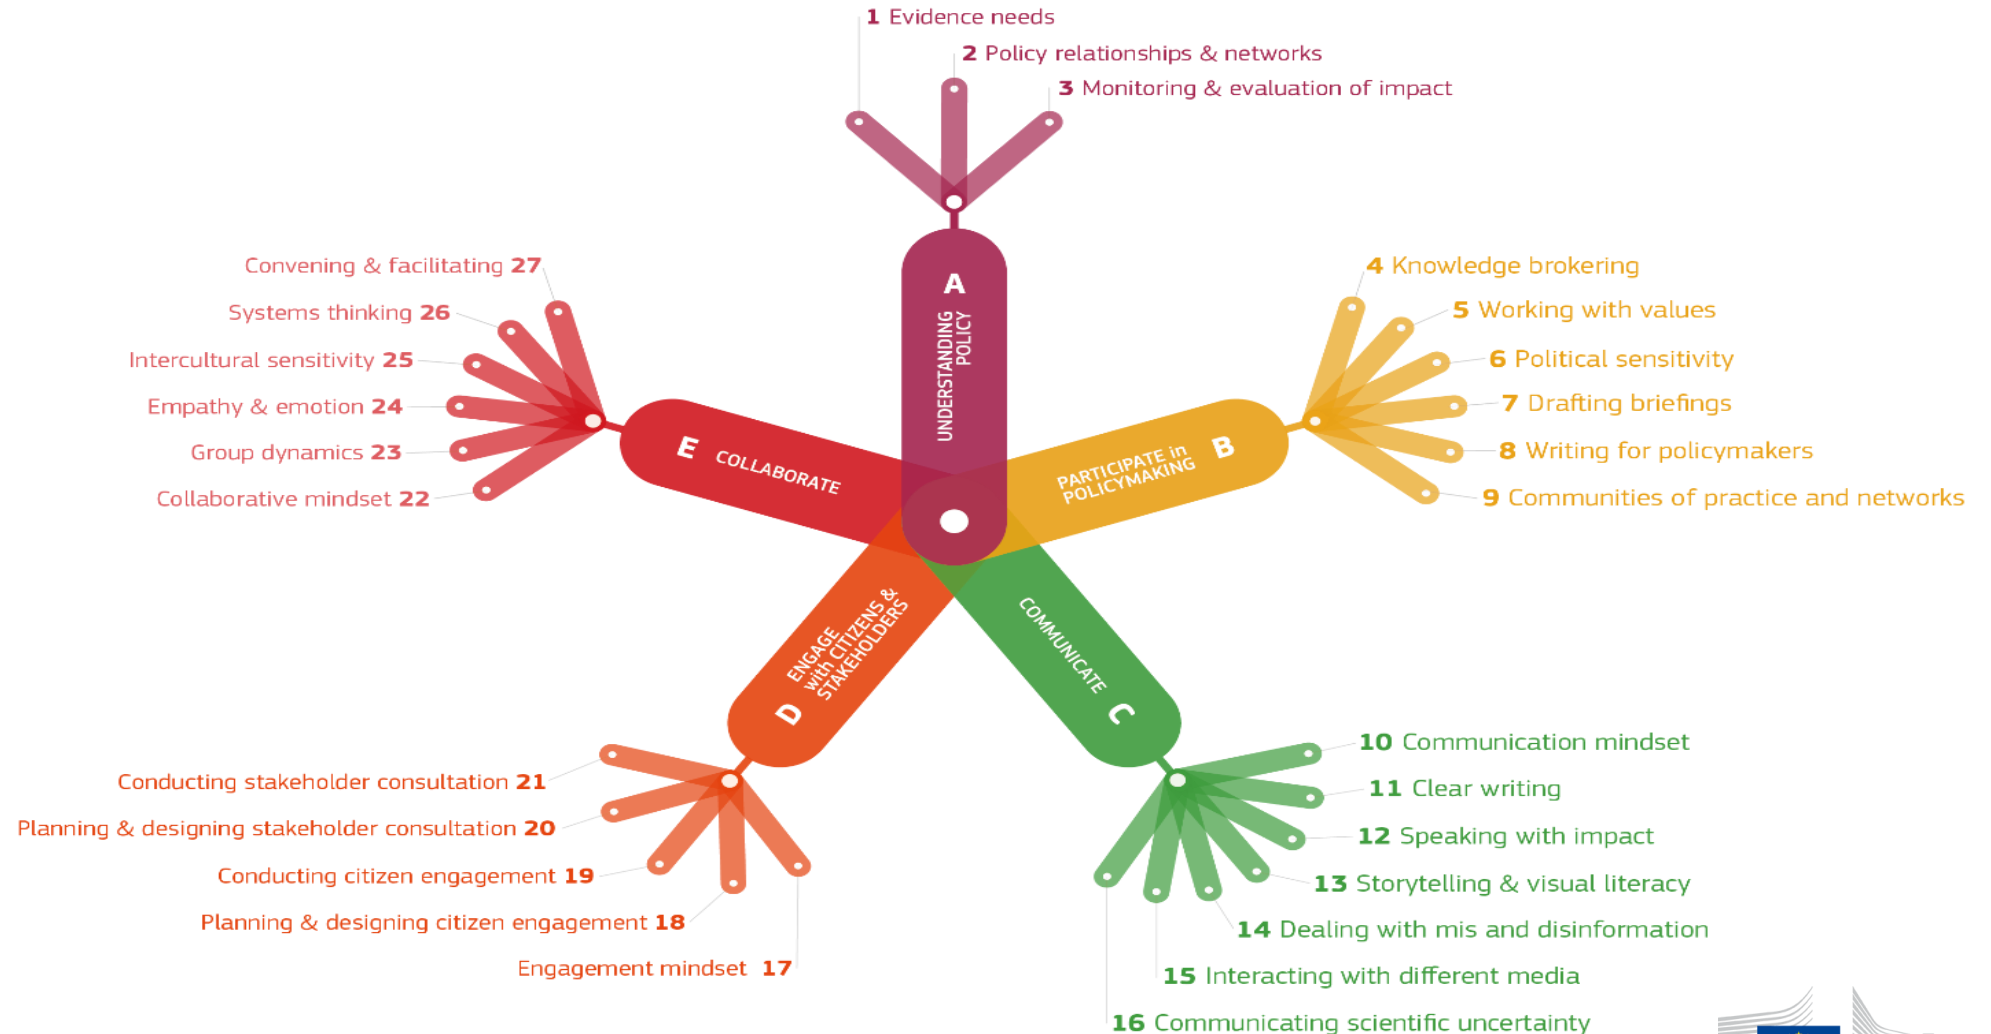 1 Evidence needs
2 Policy relationships & networks
3 Monitoring & evaluation of impact
A
UNDERSTANDING
POLICY
4 Knowledge brokering
5 Working with values
6 Political sensitivity
7 Drafting briefings
8 Writing for policymakers
9 Communities of practice and networks
PARTICIPATE in
POLICYMAKING
B
COMMUNICATE
C
10 Communication mindset
11 Clear writing
12 Speaking with impact
13 Storytelling & visual literacy
14 Dealing with mis and disinformation
15 Interacting with different media
16 Communicating scientific uncertainty
ENGAGE
with CITIZENS &
STAKEHOLDERS
D
Engagement mindset 17
Planning & designing citizen engagement 18
Conducting citizen engagement 19
Planning & designing stakeholder consultation 20
Conducting stakeholder consultation 21
E
COLLABORATE
Collaborative mindset 22
Group dynamics 23
Empathy & emotion 24
Intercultural sensitivity 25
Systems thinking 26
Convening & facilitating 27